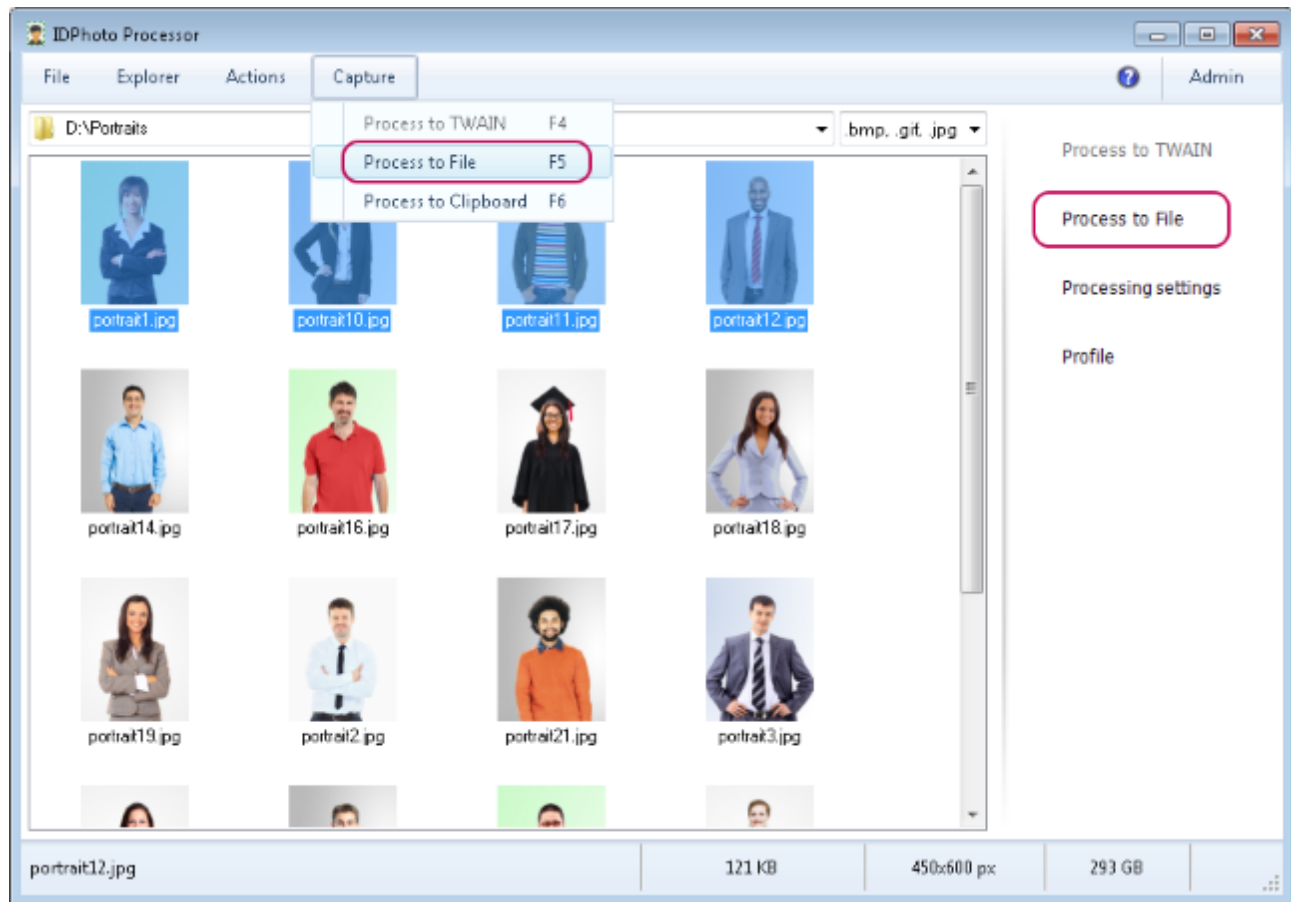 IDPhoto Processor
File Explorer Actions Capture Admin
D:\Portraits .bmp, .gif, .jpg
Process to TWAIN F4
Process to File F5
Process to Clipboard F6
Process to TWAIN
Process to File
Processing settings
Profile
portrait1.jpg portrait10.jpg portrait11.jpg portrait12.jpg
portrait14.jpg portrait16.jpg portrait17.jpg portrait18.jpg
portrait19.jpg portrait2.jpg portrait21.jpg portrait3.jpg
portrait12.jpg 121 KB 450x600 px 293 GB